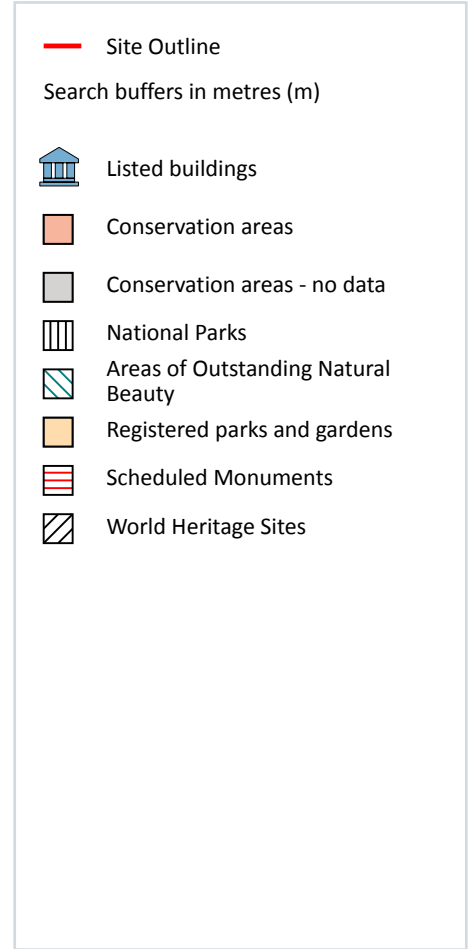 Site Outline
Search buffers in metres (m)
Listed buildings
Conservation areas
Conservation areas - no data
National Parks
Areas of Outstanding Natural
Beauty
Registered parks and gardens
Scheduled Monuments
World Heritage Sites